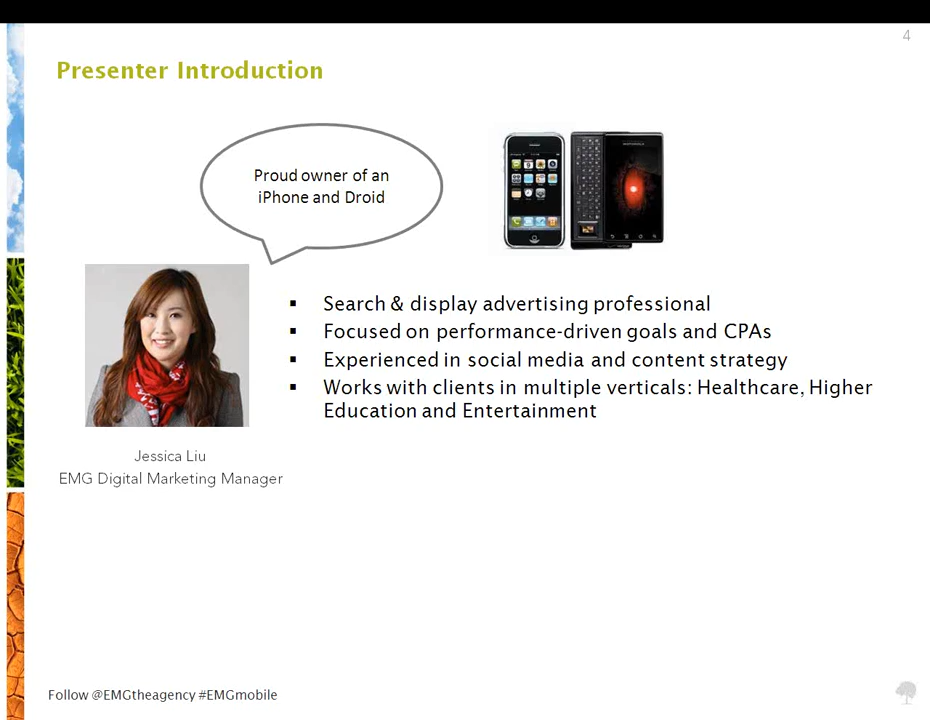 4
Presenter Introduction
Proud owner of an
iPhone and Droid
▪ Search & display advertising professional
▪ Focused on performance-driven goals and CPAs
▪ Experienced in social media and content strategy
▪ Works with clients in multiple verticals: Healthcare, Higher
Education and Entertainment
Jessica Liu
EMG Digital Marketing Manager
Follow @EMGtheagency #EMGmobile